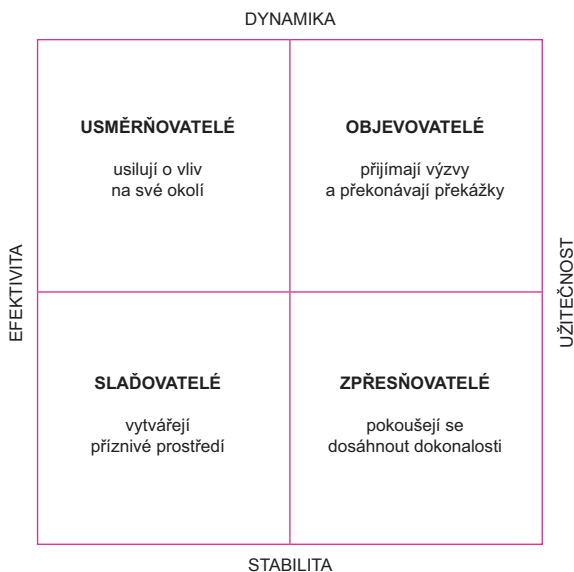 DYNAMIKA
USMĚRŇOVATELÉ
usilují o vliv
na své okolí
OBJEVOVATELÉ
přijímají výzvy
a překonávají překážky
EFEKTIVITA
UŽITEČNOST
SLAĎOVATELÉ
vytvářejí
příznivé prostředí
ZPŘESŇOVATELÉ
pokoušejí se
dosáhnout dokonalosti
STABILITA